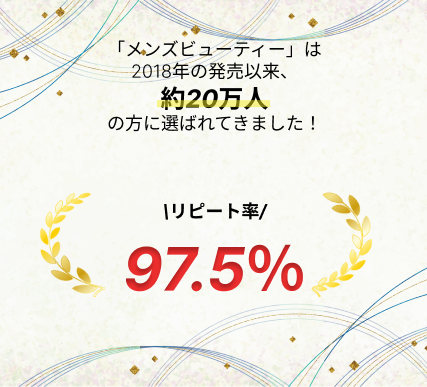 「メンズビューティー」は
2018年の発売以来、
約20万人
の方に選ばれてきました！
\リピート率/
97.5%